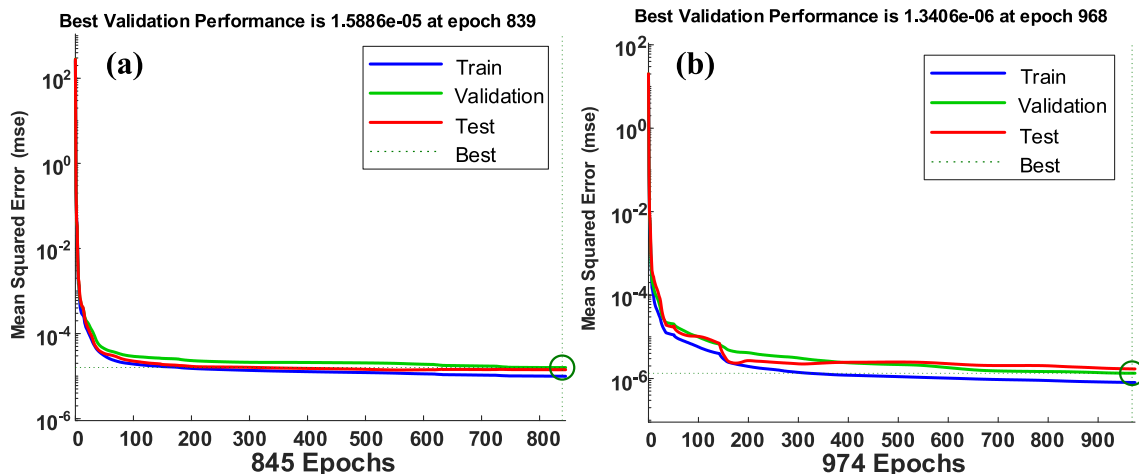 Best Validation Performance is 1.5886e-05 at epoch 839
(a)
Train
Validation
Test
Best
Mean Squared Error (mse)
10^2
10^0
10^-2
10^-4
10^-6
0 100 200 300 400 500 600 700 800
845 Epochs
Best Validation Performance is 1.3406e-06 at epoch 968
(b)
Train
Validation
Test
Best
Mean Squared Error (mse)
10^2
10^0
10^-2
10^-4
10^-6
0 100 200 300 400 500 600 700 800 900
974 Epochs